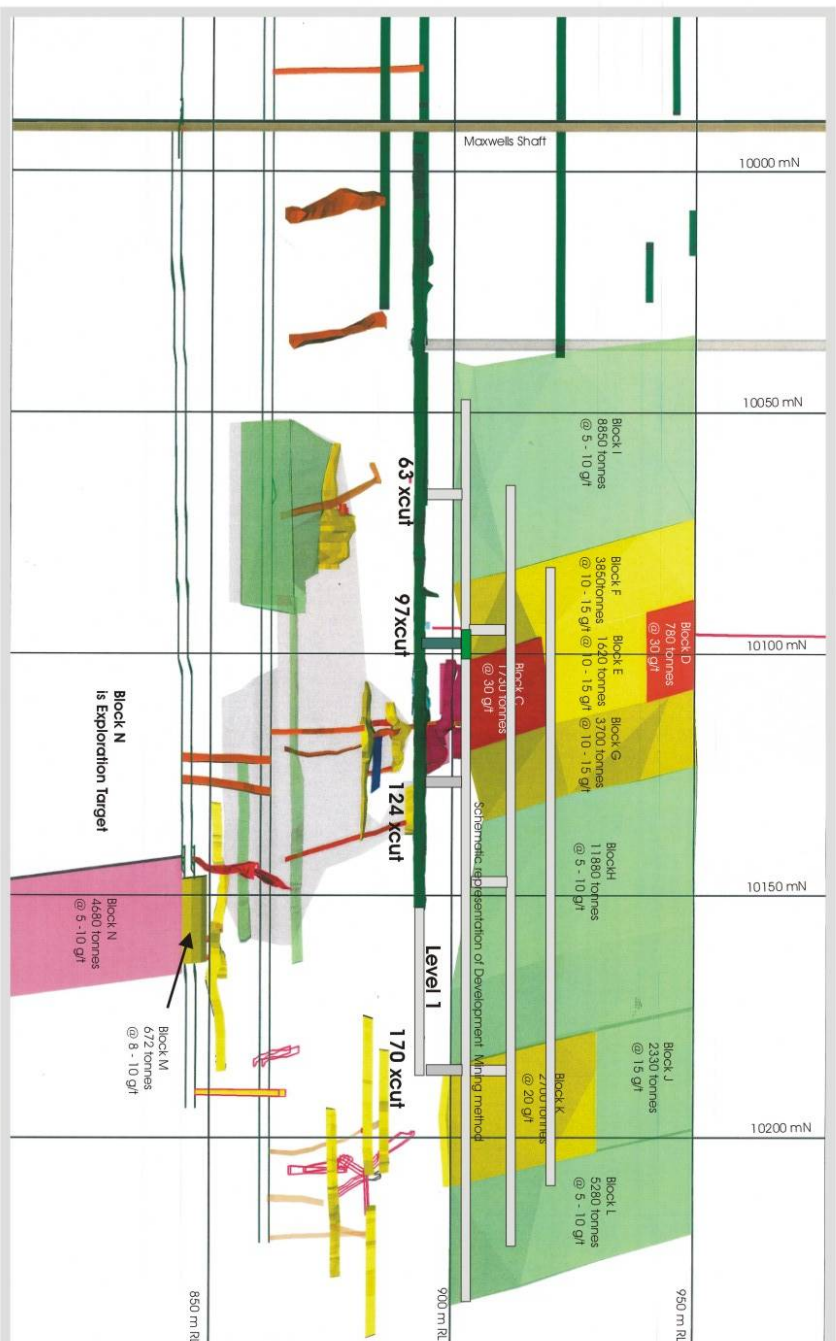 Maxwells Shaft
10000 mN
10050 mN
10100 mN
10150 mN
10200 mN
950 m RL
900 m RL
850 m RL
Block I
8850 tonnes
@ 5 - 10 g/t
Block F
3850tonnes
@ 10 - 15 g/t
Block E
1620 tonnes
@ 10 - 15 g/t
Block G
3700 tonnes
@ 10 - 15 g/t
Block D
780 tonnes
@ 30 g/t
Block C
1730 tonnes
@ 30 g/t
BlockH
11880 tonnes
@ 5 - 10 g/t
Block J
2330 tonnes
@ 15 g/t
Block K
2700 tonnes
@ 20 g/t
Block L
5280 tonnes
@ 5 - 10 g/t
Schematic representation of Development Mining method
63 xcut
97xcut
124 xcut
170 xcut
Level 1
Block N
is Exploration Target
Block N
4680 tonnes
@ 5 -10 g/t
Block M
672 tonnes
@ 8 - 10 g/t